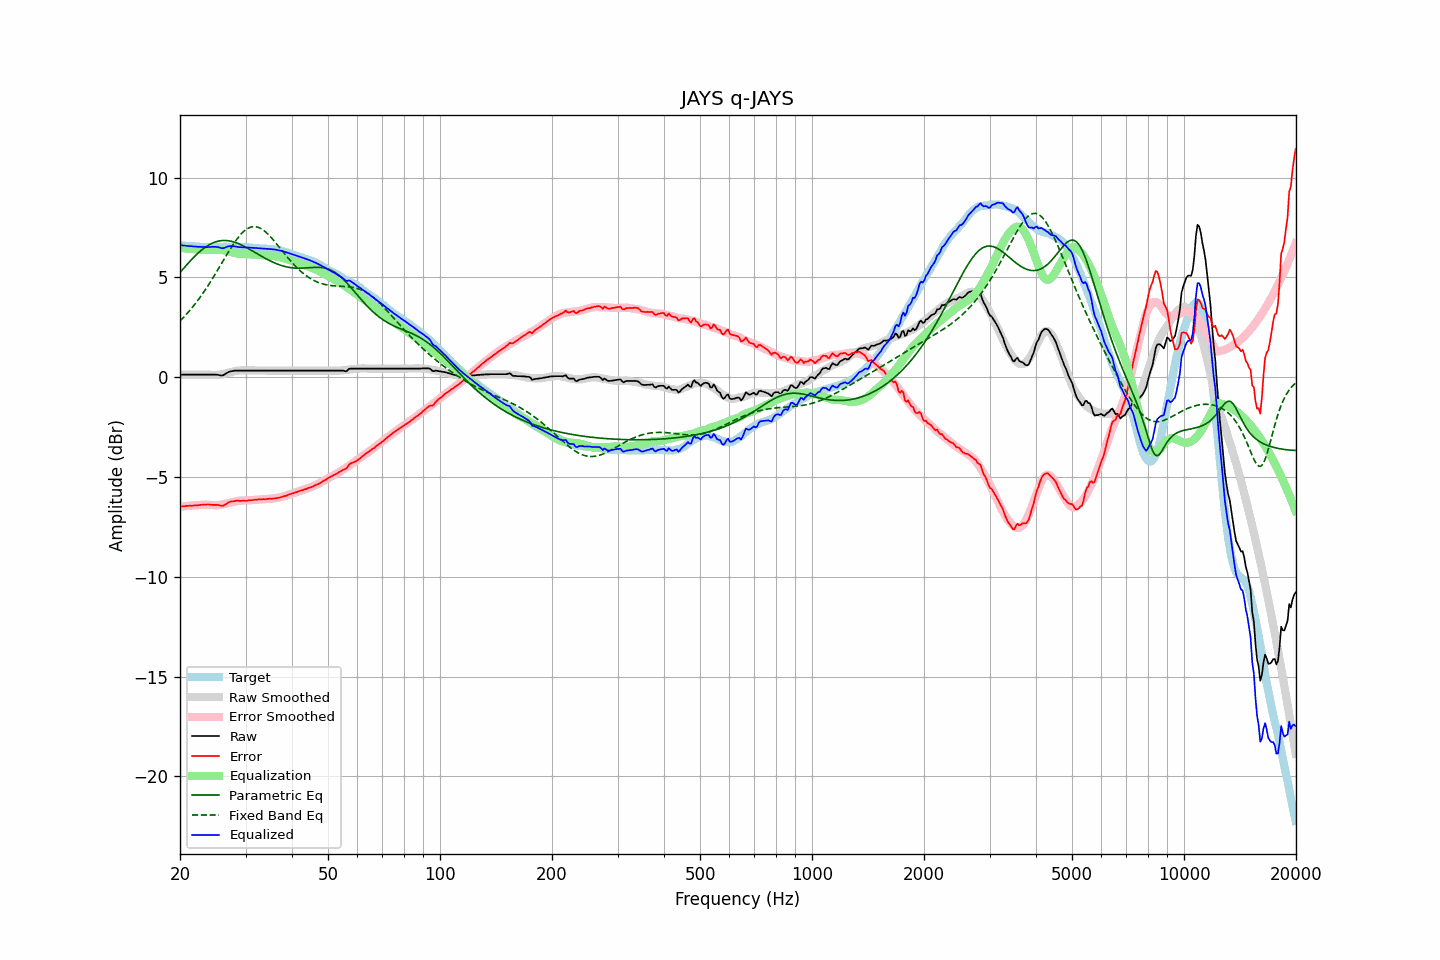 JAYS q-JAYS
Amplitude (dBr)
10
5
0
−5
−10
−15
−20
Target
Raw Smoothed
Error Smoothed
Raw
Error
Equalization
Parametric Eq
Fixed Band Eq
Equalized
20 50 100 200 500 1000 2000 5000 10000 20000
Frequency (Hz)